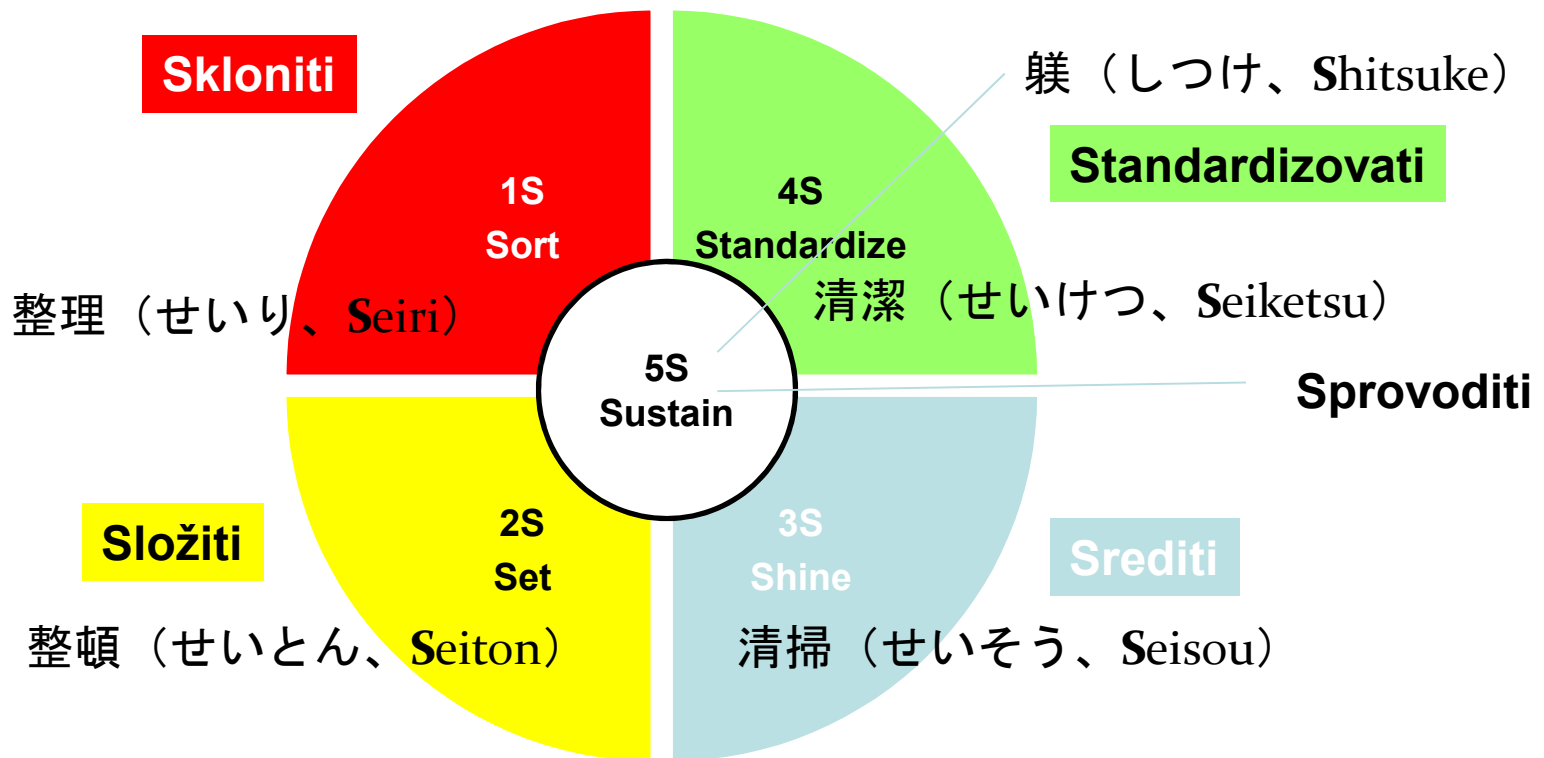 Skloniti
躾（しつけ、Shitsuke）
Standardizovati
1S
Sort
4S
Standardize
整理（せいり、Seiri）
清潔（せいけつ、Seiketsu）
5S
Sustain
Sprovoditi
Složiti
2S
Set
3S
Shine
Srediti
整頓（せいとん、Seiton）
清掃（せいそう、Seisou）